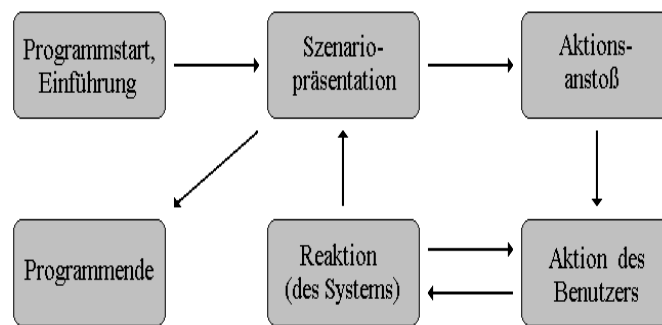 Programmstart,
Einführung
Szenario-
präsentation
Aktions-
anstoß
Programmende
Reaktion
(des Systems)
Aktion des
Benutzers